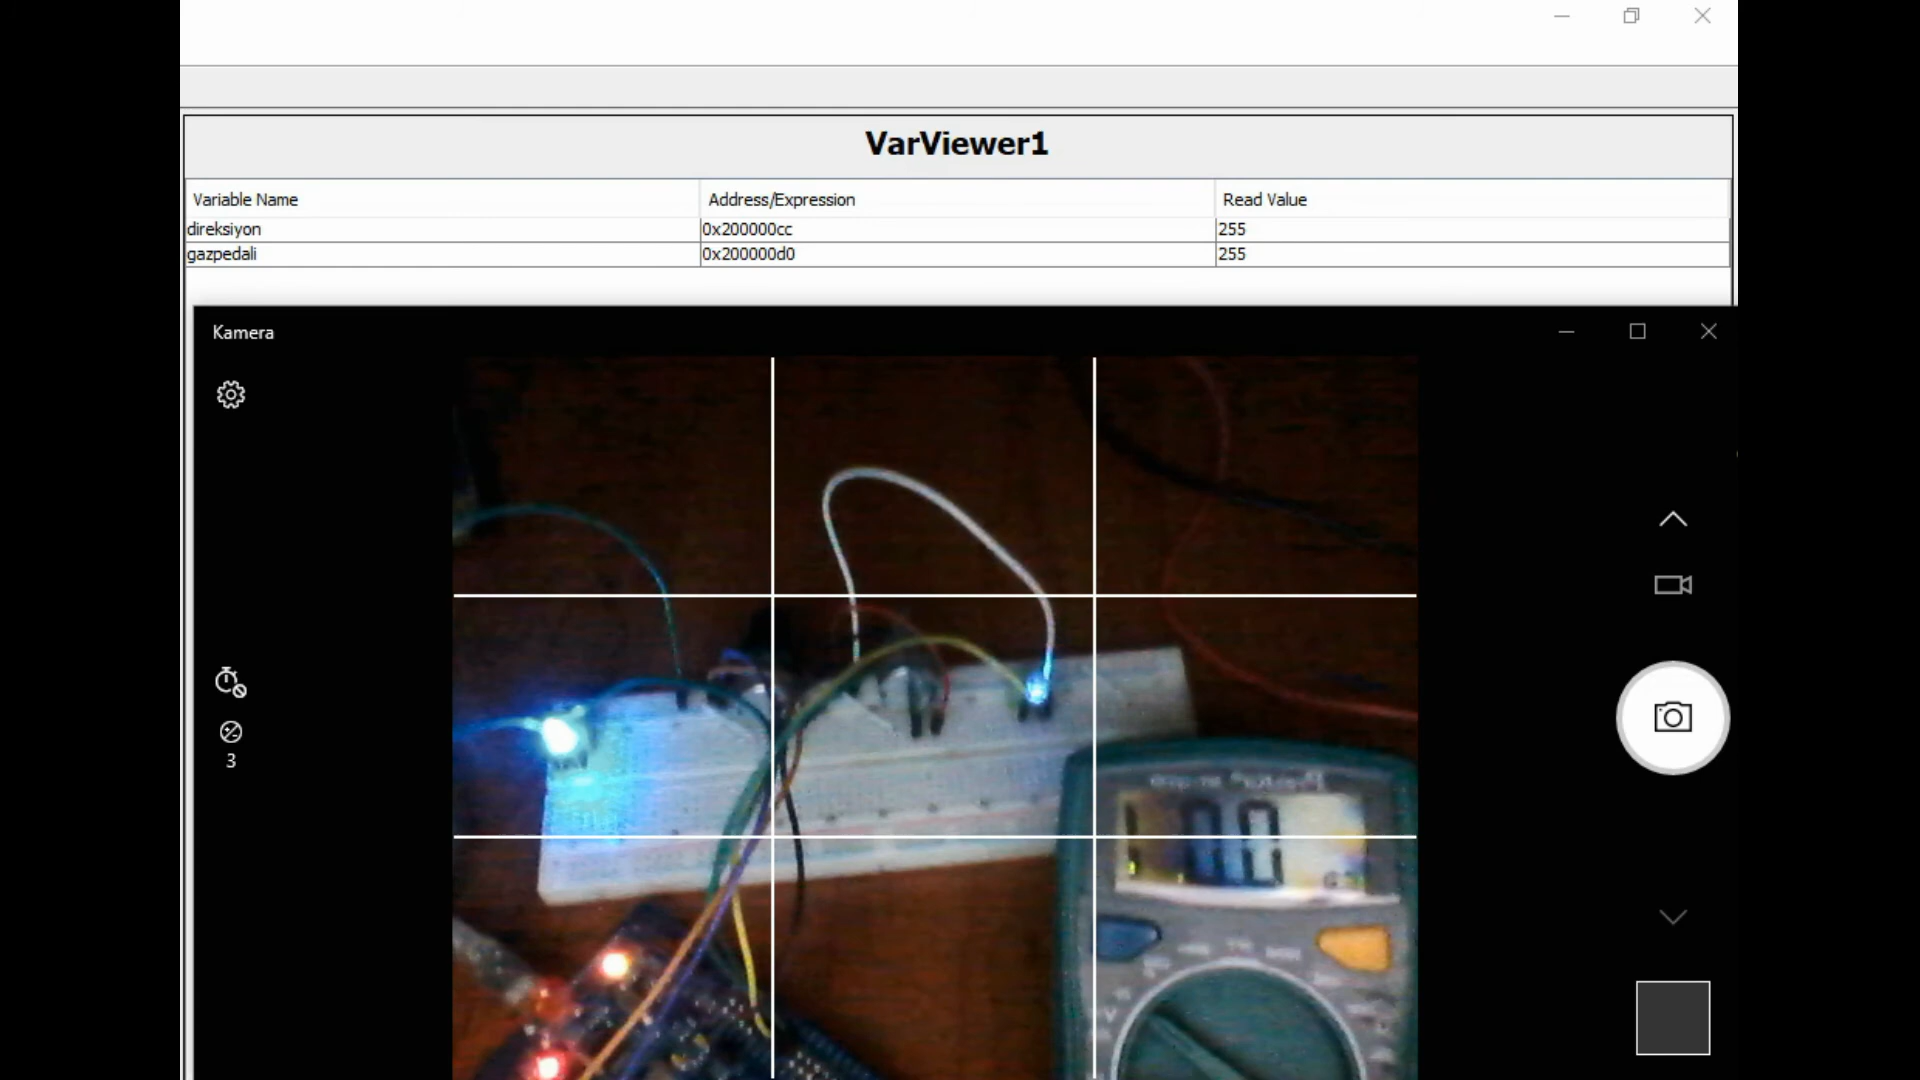 VarViewer1
Variable Name Address/Expression Read Value
direksiyon 0x200000cc 255
gazpedali 0x200000d0 255
Kamera
3